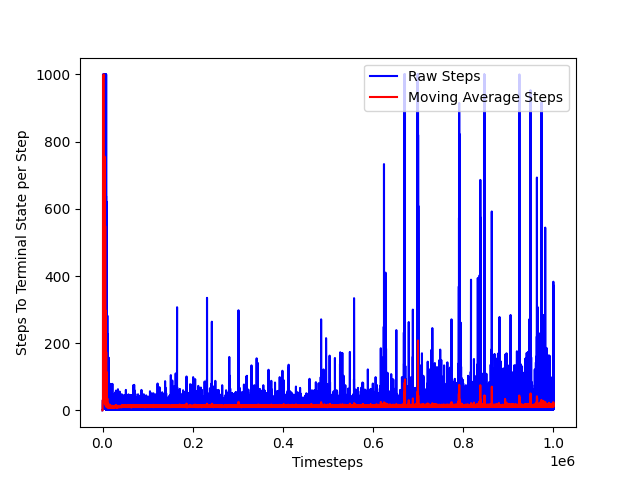 1000
800
600
400
200
0
Steps To Terminal State per Step
Raw Steps
Moving Average Steps
0.0 0.2 0.4 0.6 0.8 1.0
1e6
Timesteps